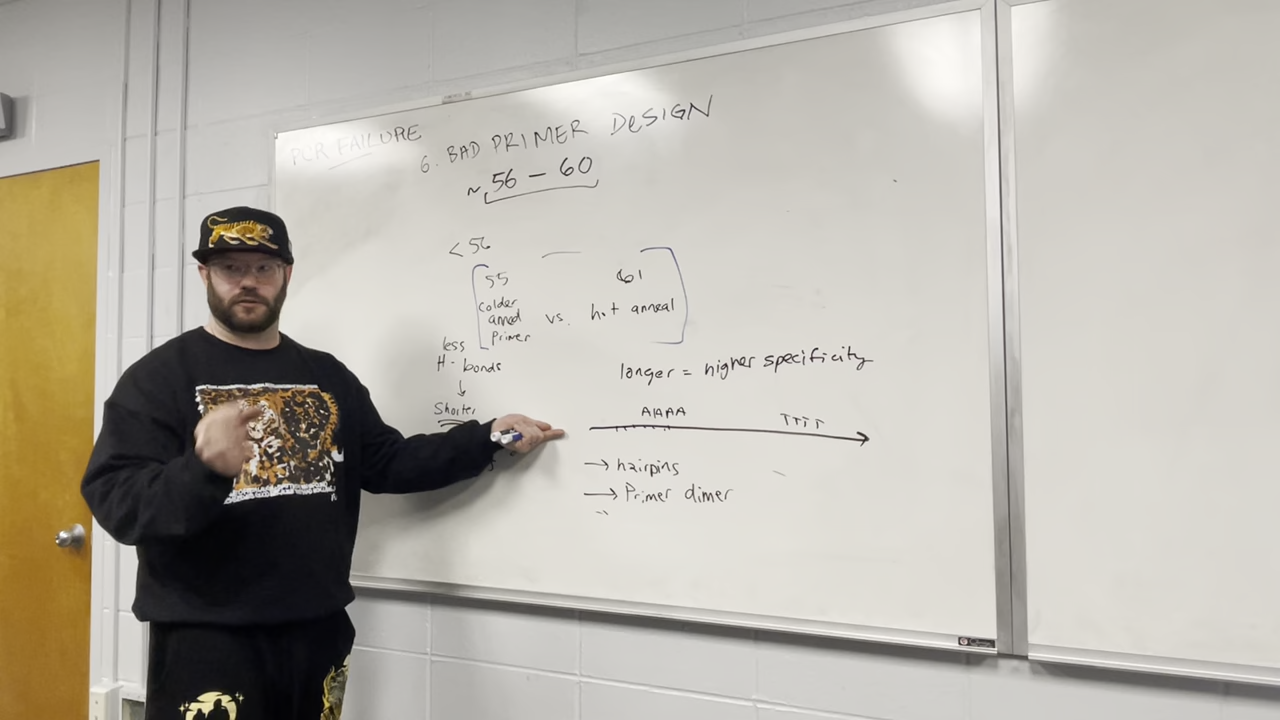 PCR FAILURE
6. BAD PRIMER DESIGN
~56 - 60
< 56
55
61
colder
anneal
Primer
vs.
hot anneal
less
H-bonds
↓
Shorter
longer = higher specificity
AAAA
TTTT
→ hairpins
→ Primer dimer